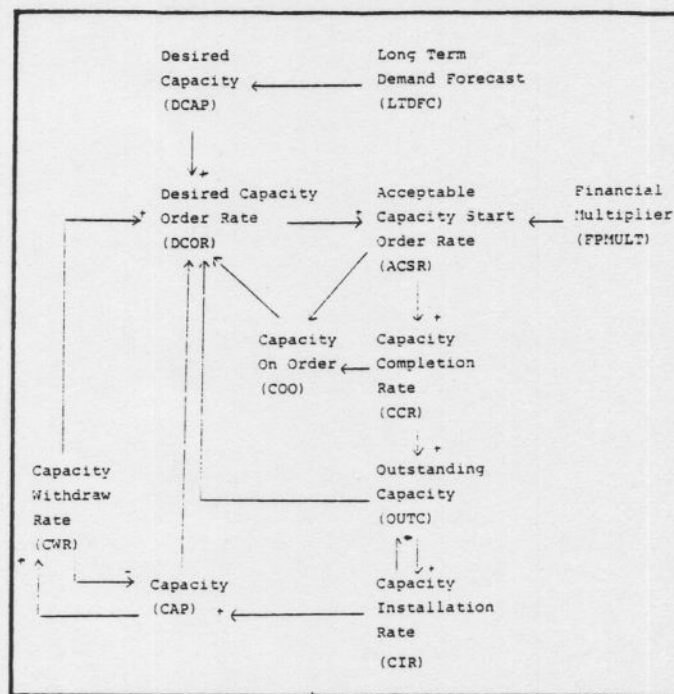 Desired
Capacity
(DCAP)
Long Term
Demand Forecast
(LTDFC)
+
Desired Capacity
Order Rate
(DCOR)
+
+
Acceptable
Capacity Start
Order Rate
(ACSR)
Financial
Multiplier
(FPMULT)
+
Capacity
On Order
(COO)
Capacity
Completion
Rate
(CCR)
+
Outstanding
Capacity
(OUTC)
Capacity
Withdraw
Rate
(CWR)
+
-
Capacity
(CAP)
+
+
Capacity
Installation
Rate
(CIR)